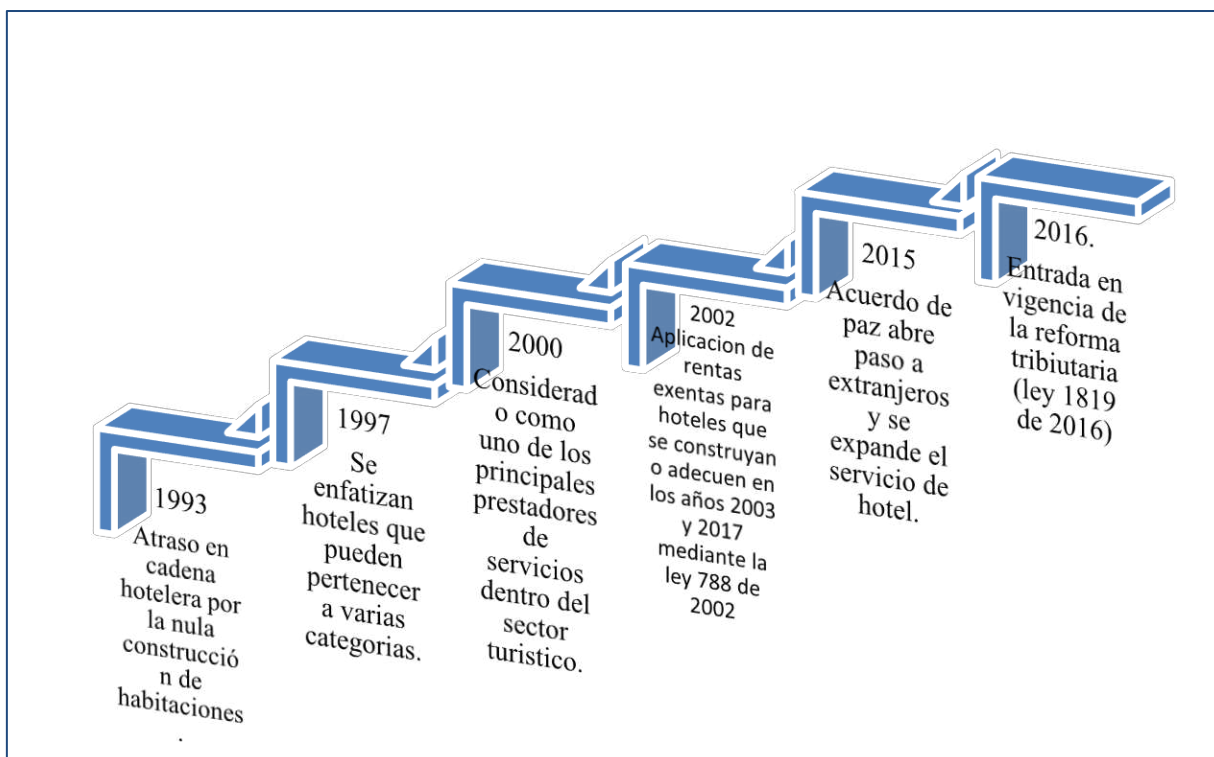 1993
Atraso en
cadena
hotelera por
la nula
construcció
n de
habitaciones
.
1997
Se
enfatizan
hoteles que
pueden
pertenecer
a varias
categorias.
2000
Considerad
o como
uno de los
principales
prestadores
de
servicios
dentro del
sector
turistico.
2002
Aplicacion de
rentas
exentas para
hoteles que
se construyan
o adecuen en
los años 2003
y 2017
mediante la
ley 788 de
2002
2015
Acuerdo de
paz abre
paso a
extranjeros
y se
expande el
servicio de
hotel.
2016.
Entrada en
vigencia de
la reforma
tribiutaria
(ley 1819
de 2016)